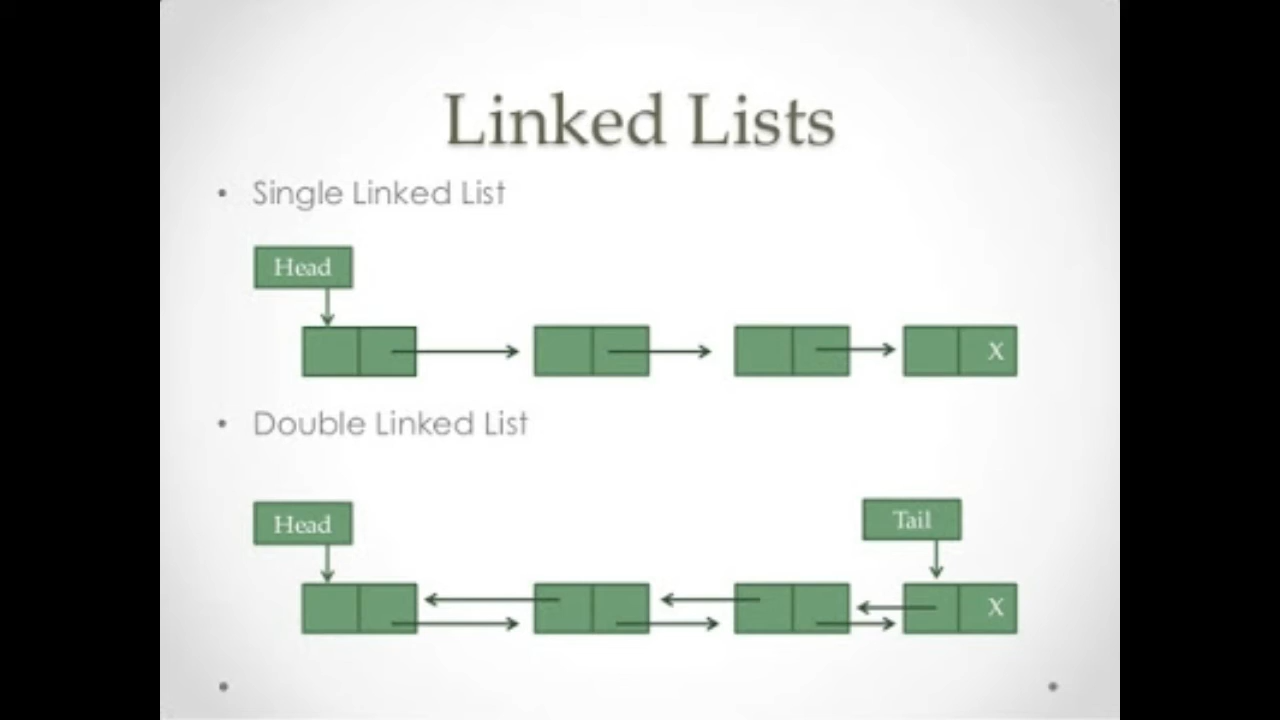 Linked Lists
• Single Linked List
Head
X
• Double Linked List
Head
Tail
X